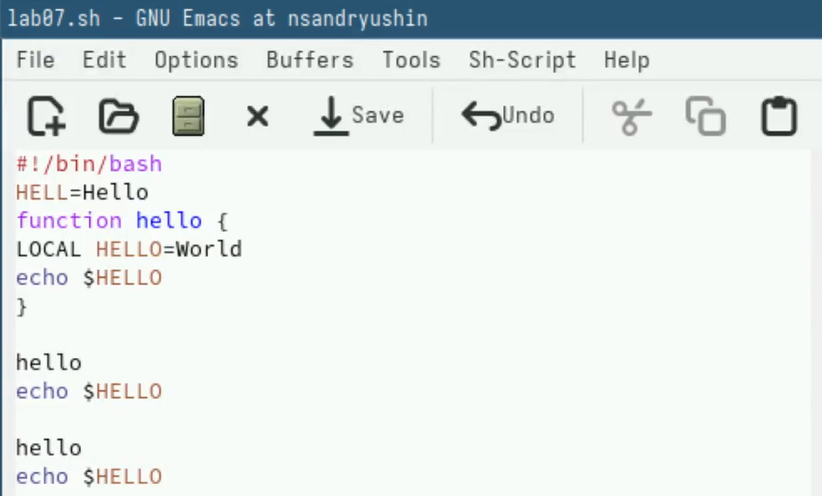 lab07.sh - GNU Emacs at nsandryushin
File Edit Options Buffers Tools Sh-Script Help
Save Undo
#!/bin/bash
HELL=Hello
function hello {
LOCAL HELLO=World
echo $HELLO
}
hello
echo $HELLO
hello
echo $HELLO